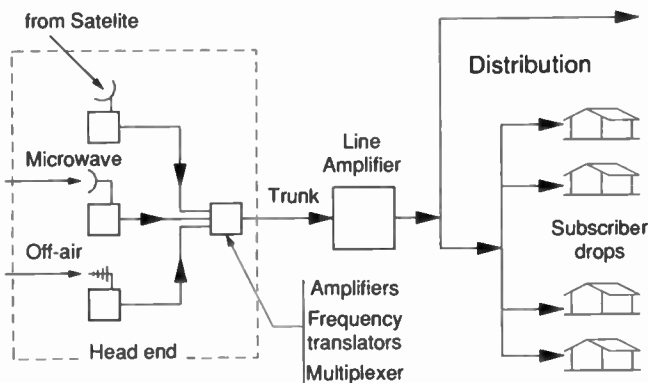 from Satelite
Distribution
Line
Amplifier
Microwave
Trunk
Subscriber
drops
Off-air
Amplifiers
Frequency
translators
Multiplexer
Head end